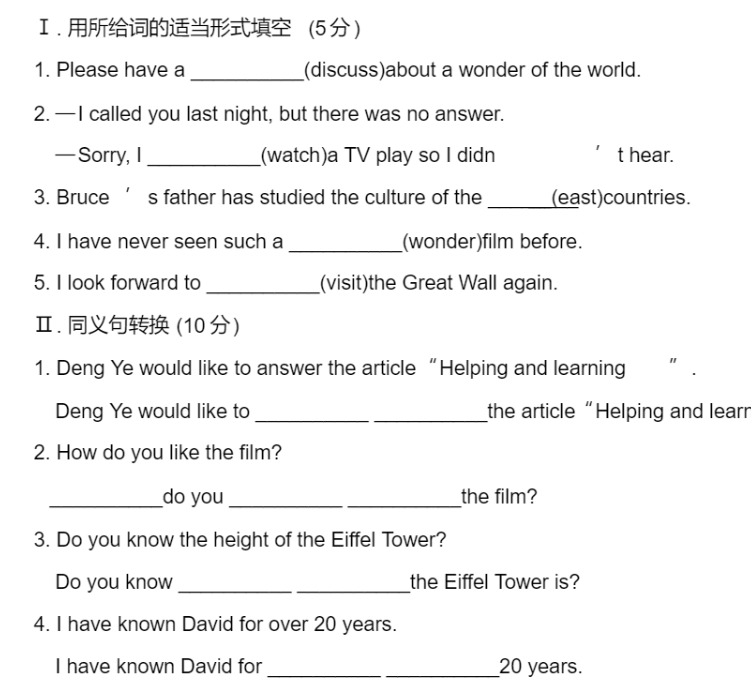 Ⅰ. 用所给词的适当形式填空 (5分)
1. Please have a __________(discuss)about a wonder of the world.
2. —I called you last night, but there was no answer.
—Sorry, I __________(watch)a TV play so I didn ′ t hear.
3. Bruce ′ s father has studied the culture of the ________(east)countries.
4. I have never seen such a __________(wonder)film before.
5. I look forward to __________(visit)the Great Wall again.
Ⅱ. 同义句转换 (10 分)
1. Deng Ye would like to answer the article “Helping and learning ″ .
Deng Ye would like to __________ __________the article “Helping and lear
2. How do you like the film?
__________do you __________ __________the film?
3. Do you know the height of the Eiffel Tower?
Do you know __________ __________the Eiffel Tower is?
4. I have known David for over 20 years.
I have known David for __________ __________20 years.